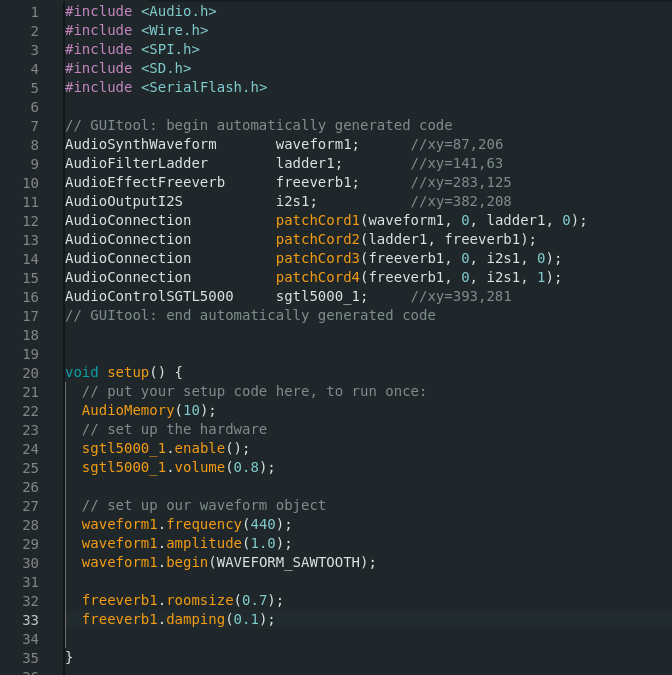 1 #include <Audio.h>
2 #include <Wire.h>
3 #include <SPI.h>
4 #include <SD.h>
5 #include <SerialFlash.h>
6
7 // GUItool: begin automatically generated code
8 AudioSynthWaveform       waveform1;      //xy=87,206
9 AudioFilterLadder        ladder1;        //xy=141,63
10 AudioEffectFreeverb      freeverb1;      //xy=283,125
11 AudioOutputI2S           i2s1;           //xy=382,208
12 AudioConnection          patchCord1(waveform1, 0, ladder1, 0);
13 AudioConnection          patchCord2(ladder1, freeverb1);
14 AudioConnection          patchCord3(freeverb1, 0, i2s1, 0);
15 AudioConnection          patchCord4(freeverb1, 0, i2s1, 1);
16 AudioControlSGTL5000     sgtl5000_1;     //xy=393,281
17 // GUItool: end automatically generated code
18
19
20 void setup() {
21   // put your setup code here, to run once:
22   AudioMemory(10);
23   // set up the hardware
24   sgtl5000_1.enable();
25   sgtl5000_1.volume(0.8);
26
27   // set up our waveform object
28   waveform1.frequency(440);
29   waveform1.amplitude(1.0);
30   waveform1.begin(WAVEFORM_SAWTOOTH);
31
32   freeverb1.roomsize(0.7);
33   freeverb1.damping(0.1);
34
35 }